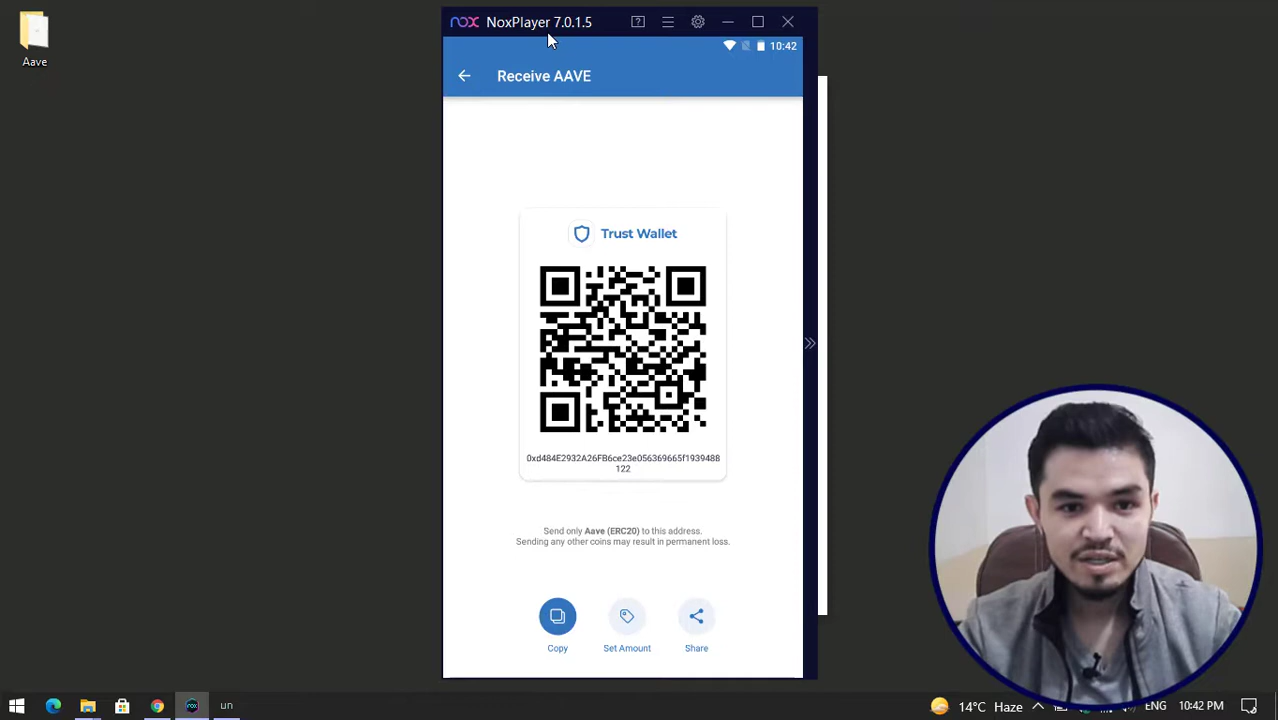 Aave
nox NoxPlayer 7.0.1.5
10:42
Receive AAVE
Trust Wallet
0xd484E2932A26FB6ce23e056369665f1939488
122
Send only Aave (ERC20) to this address.
Sending any other coins may result in permanent loss.
Copy
Set Amount
Share
un
14°C Haze
ENG
10:42 PM